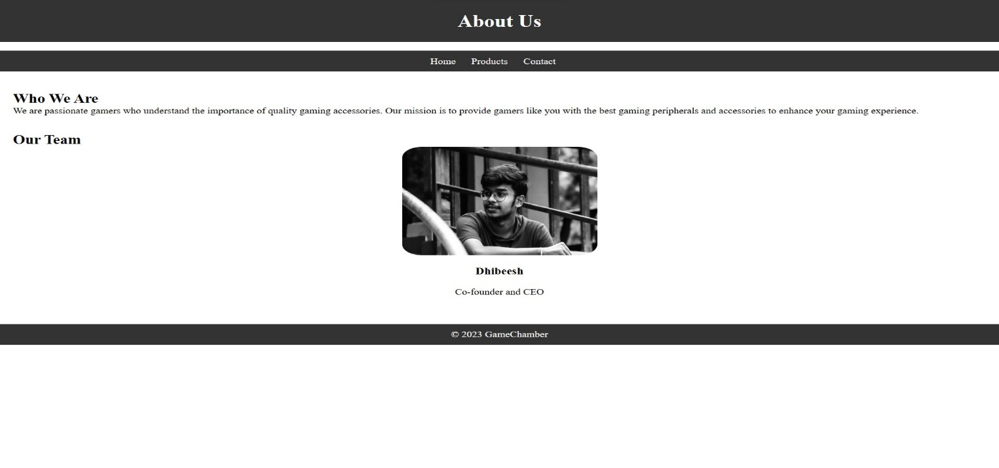 About Us
Home Products Contact
Who We Are
We are passionate gamers who understand the importance of quality gaming accessories. Our mission is to provide gamers like you with the best gaming peripherals and accessories to enhance your gaming experience.
Our Team
Dhibeesh
Co-founder and CEO
© 2023 GameChamber